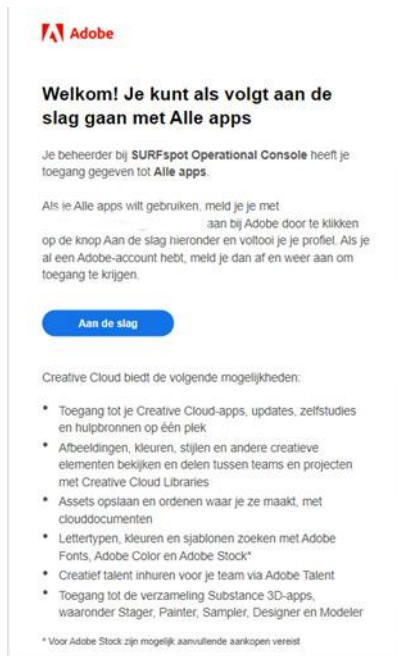 Adobe
Welkom! Je kunt als volgt aan de
slag gaan met Alle apps
Je beheerder bij SURFspot Operational Console heeft je
toegang gegeven tot Alle apps.
Als je Alle apps wilt gebruiken, meld je je met
aan bij Adobe door te klikken
op de knop Aan de slag hieronder en voltooi je je profiel. Als je
al een Adobe-account hebt, meld je dan af en weer aan om
toegang te krijgen.
Aan de slag
Creative Cloud biedt de volgende mogelijkheden:
* Toegang tot je Creative Cloud-apps, updates, zelfstudies
en hulpbronnen op één plek
* Afbeeldingen, kleuren, stijlen en andere creatieve
elementen bekijken en delen tussen teams en projecten
met Creative Cloud Libraries
* Assets opslaan en ordenen waar je ze maakt, met
clouddocumenten
* Lettertypen, kleuren en sjablonen zoeken met Adobe
Fonts, Adobe Color en Adobe Stock*
* Creatief talent inhuren voor je team via Adobe Talent
* Toegang tot de verzameling Substance 3D-apps,
waaronder Stager, Painter, Sampler, Designer en Modeler
* Voor Adobe Stock zijn mogelijk aanvullende aankopen vereist